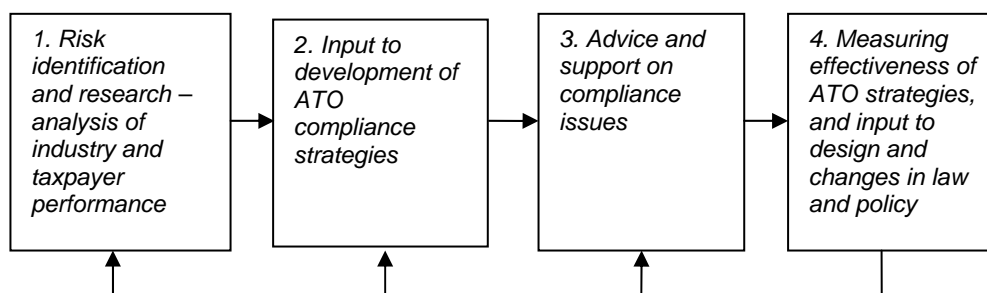 1. Risk
identification
and research –
analysis of
industry and
taxpayer
performance
2. Input to
development of
ATO
compliance
strategies
3. Advice and
support on
compliance
issues
4. Measuring
effectiveness of
ATO strategies,
and input to
design and
changes in law
and policy